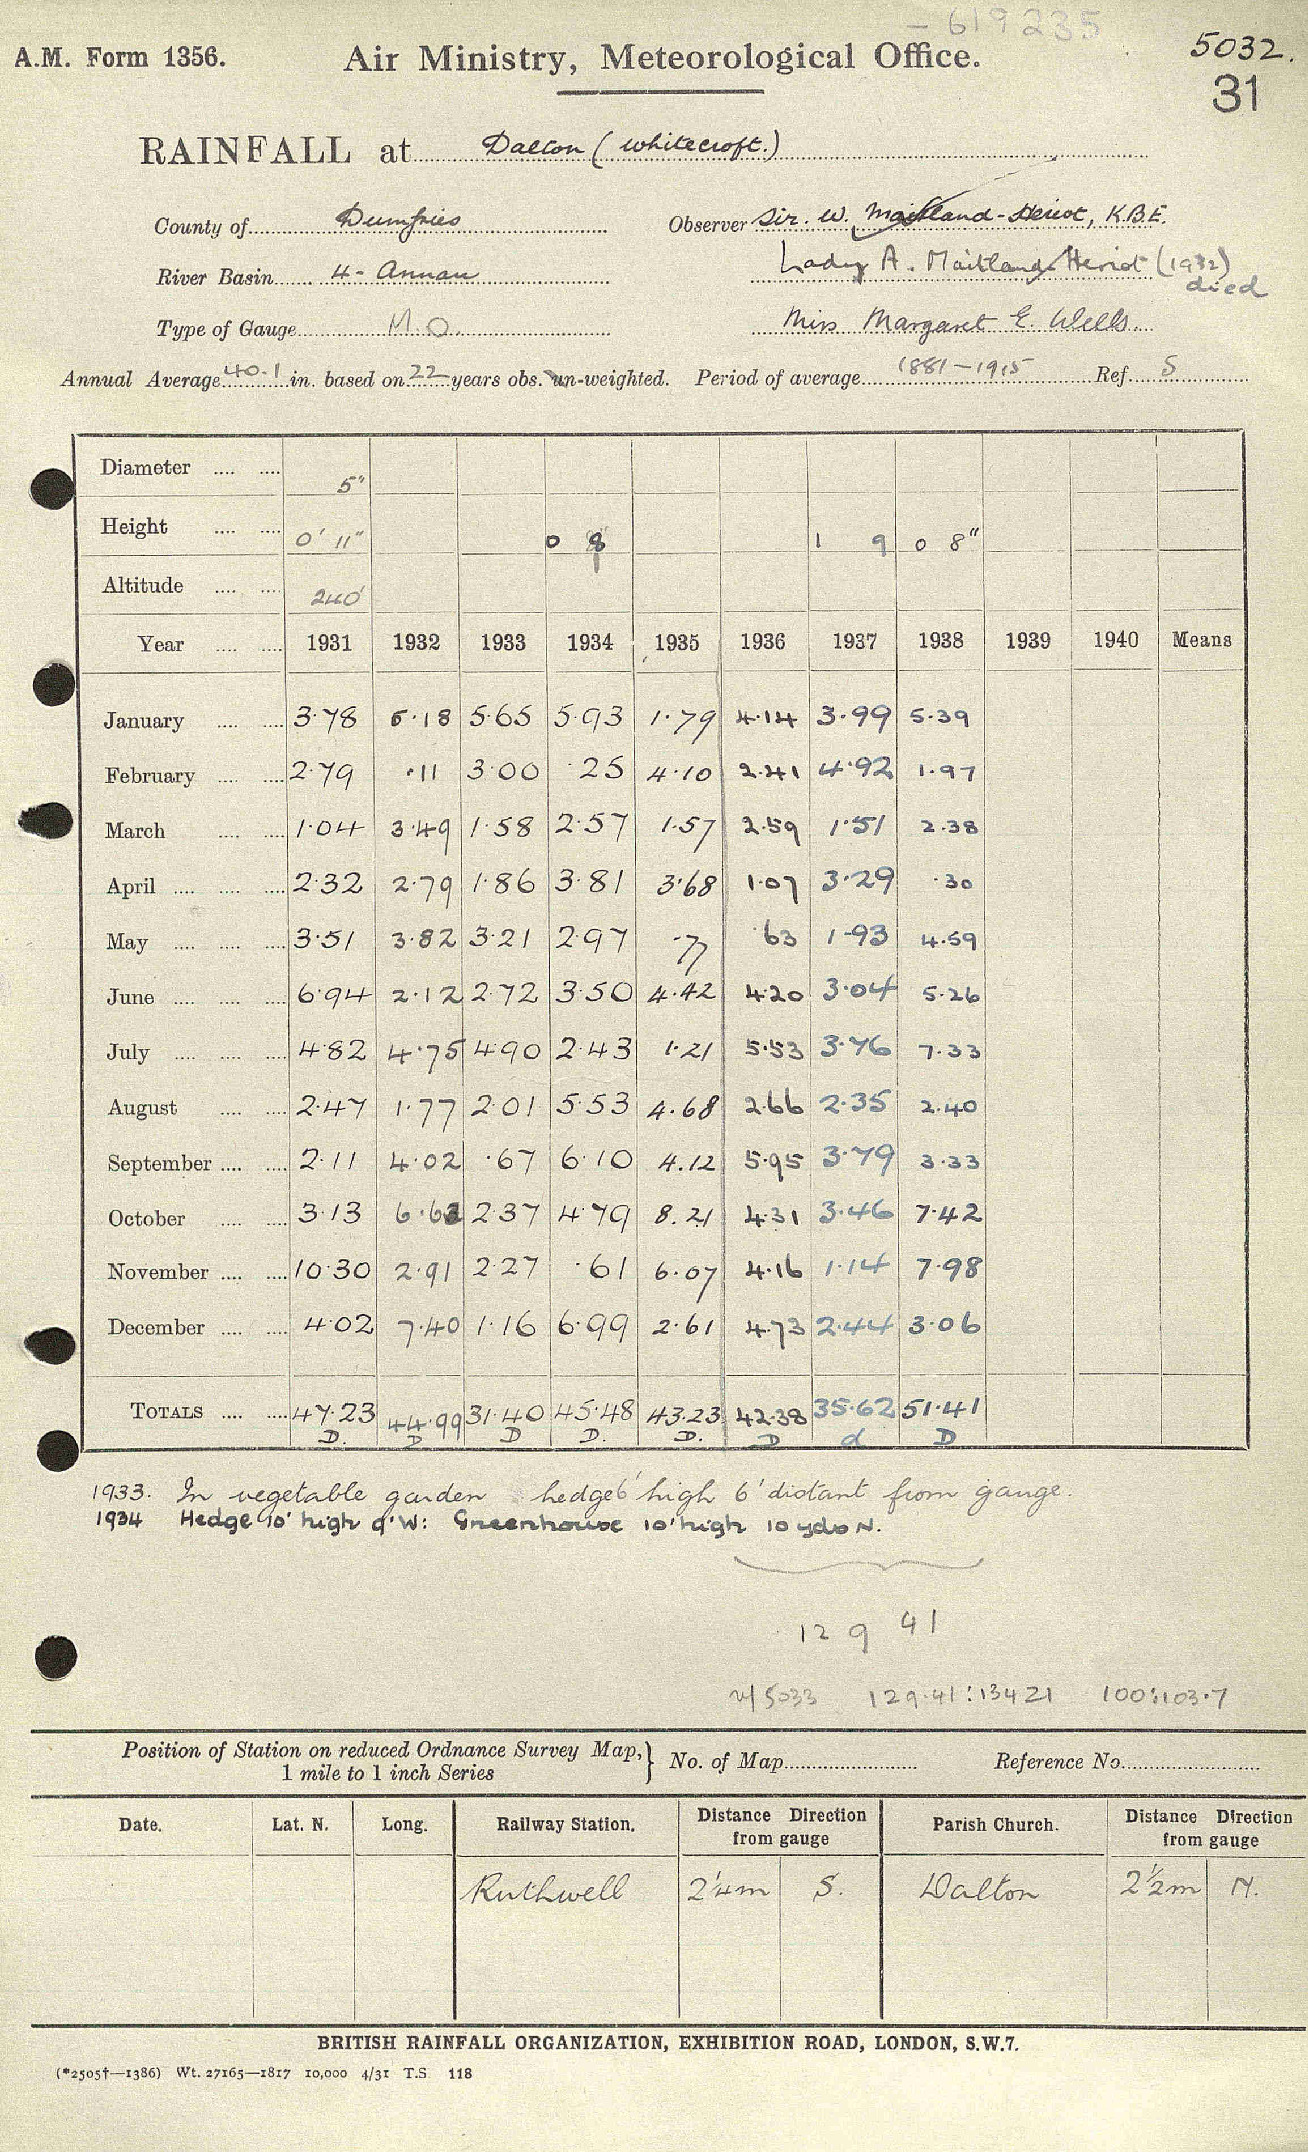 - 619235
A.M. Form 1356.
Air Ministry, Meteorological Office.
5032.
31
RAINFALL at Dalton (Whitecroft.)
County of Dumfries Observer Sir. W. Maitland-Heriot, K.B.E.
River Basin 4 - Annan Lady A. Maitland Heriot (1932)
died
Type of Gauge M O. Miss Margaret E. Wells.
Annual Average 40.1 in. based on 22 years obs. un-weighted. Period of average 1881-1915 Ref. S
Diameter .... .... 5"
Height .... .... 0' 11" 0 8 1 9 0 8"
Altitude .... .... 240'
Year .... .... 1931 1932 1933 1934 1935 1936 1937 1938 1939 1940 Means
January .... .... 3.78 5.18 5.65 5.93 1.79 4.14 3.99 5.39
February .... .... 2.79 .11 3.00 .25 4.10 2.41 4.92 1.97
March .... .... 1.04 3.49 1.58 2.57 1.57 2.59 1.51 2.38
April .... .... .... 2.32 2.79 1.86 3.81 3.68 1.07 3.29 .30
May .... .... .... 3.51 3.82 3.21 2.97 .77 .63 1.93 4.59
June .... .... .... 6.94 2.12 2.72 3.50 4.42 4.20 3.04 5.26
July .... .... .... 4.82 4.75 4.90 2.43 1.21 5.53 3.76 7.33
August .... .... 2.47 1.77 2.01 5.53 4.68 2.66 2.35 2.40
September .... .... 2.11 4.02 .67 6.10 4.12 5.95 3.79 3.33
October .... .... 3.13 6.63 2.37 4.79 8.21 4.31 3.46 7.42
November .... .... 10.30 2.91 2.27 .61 6.07 4.16 1.14 7.98
December .... .... 4.02 7.40 1.16 6.99 2.61 4.73 2.44 3.06
TOTALS .... .... 47.23 44.99 31.40 45.48 43.23 42.38 35.62 51.41
D. D D D. D. D d D
1933. In vegetable garden hedge 6' high 6' distant from gauge.
1934 Hedge 10' high 9' W: Greenhouse 10' high 10 yds N.
12 9 41
w/ 5033 129.41 : 13421 100:103.7
Position of Station on reduced Ordnance Survey Map,} No. of Map Reference No.
1 mile to 1 inch Series
Date. Lat. N. Long. Railway Station. Distance Direction from gauge Parish Church. Distance Direction from gauge
Ruthwell 2¼m S. Dalton 2½m N.
BRITISH RAINFALL ORGANIZATION, EXHIBITION ROAD, LONDON, S.W.7.
(*2505†—1386) Wt. 27165—1817 10,000 4/31 T.S. 118